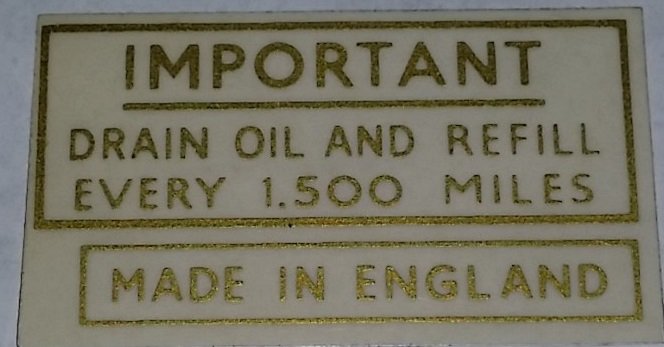 IMPORTANT
DRAIN OIL AND REFILL
EVERY 1.500 MILES
MADE IN ENGLAND